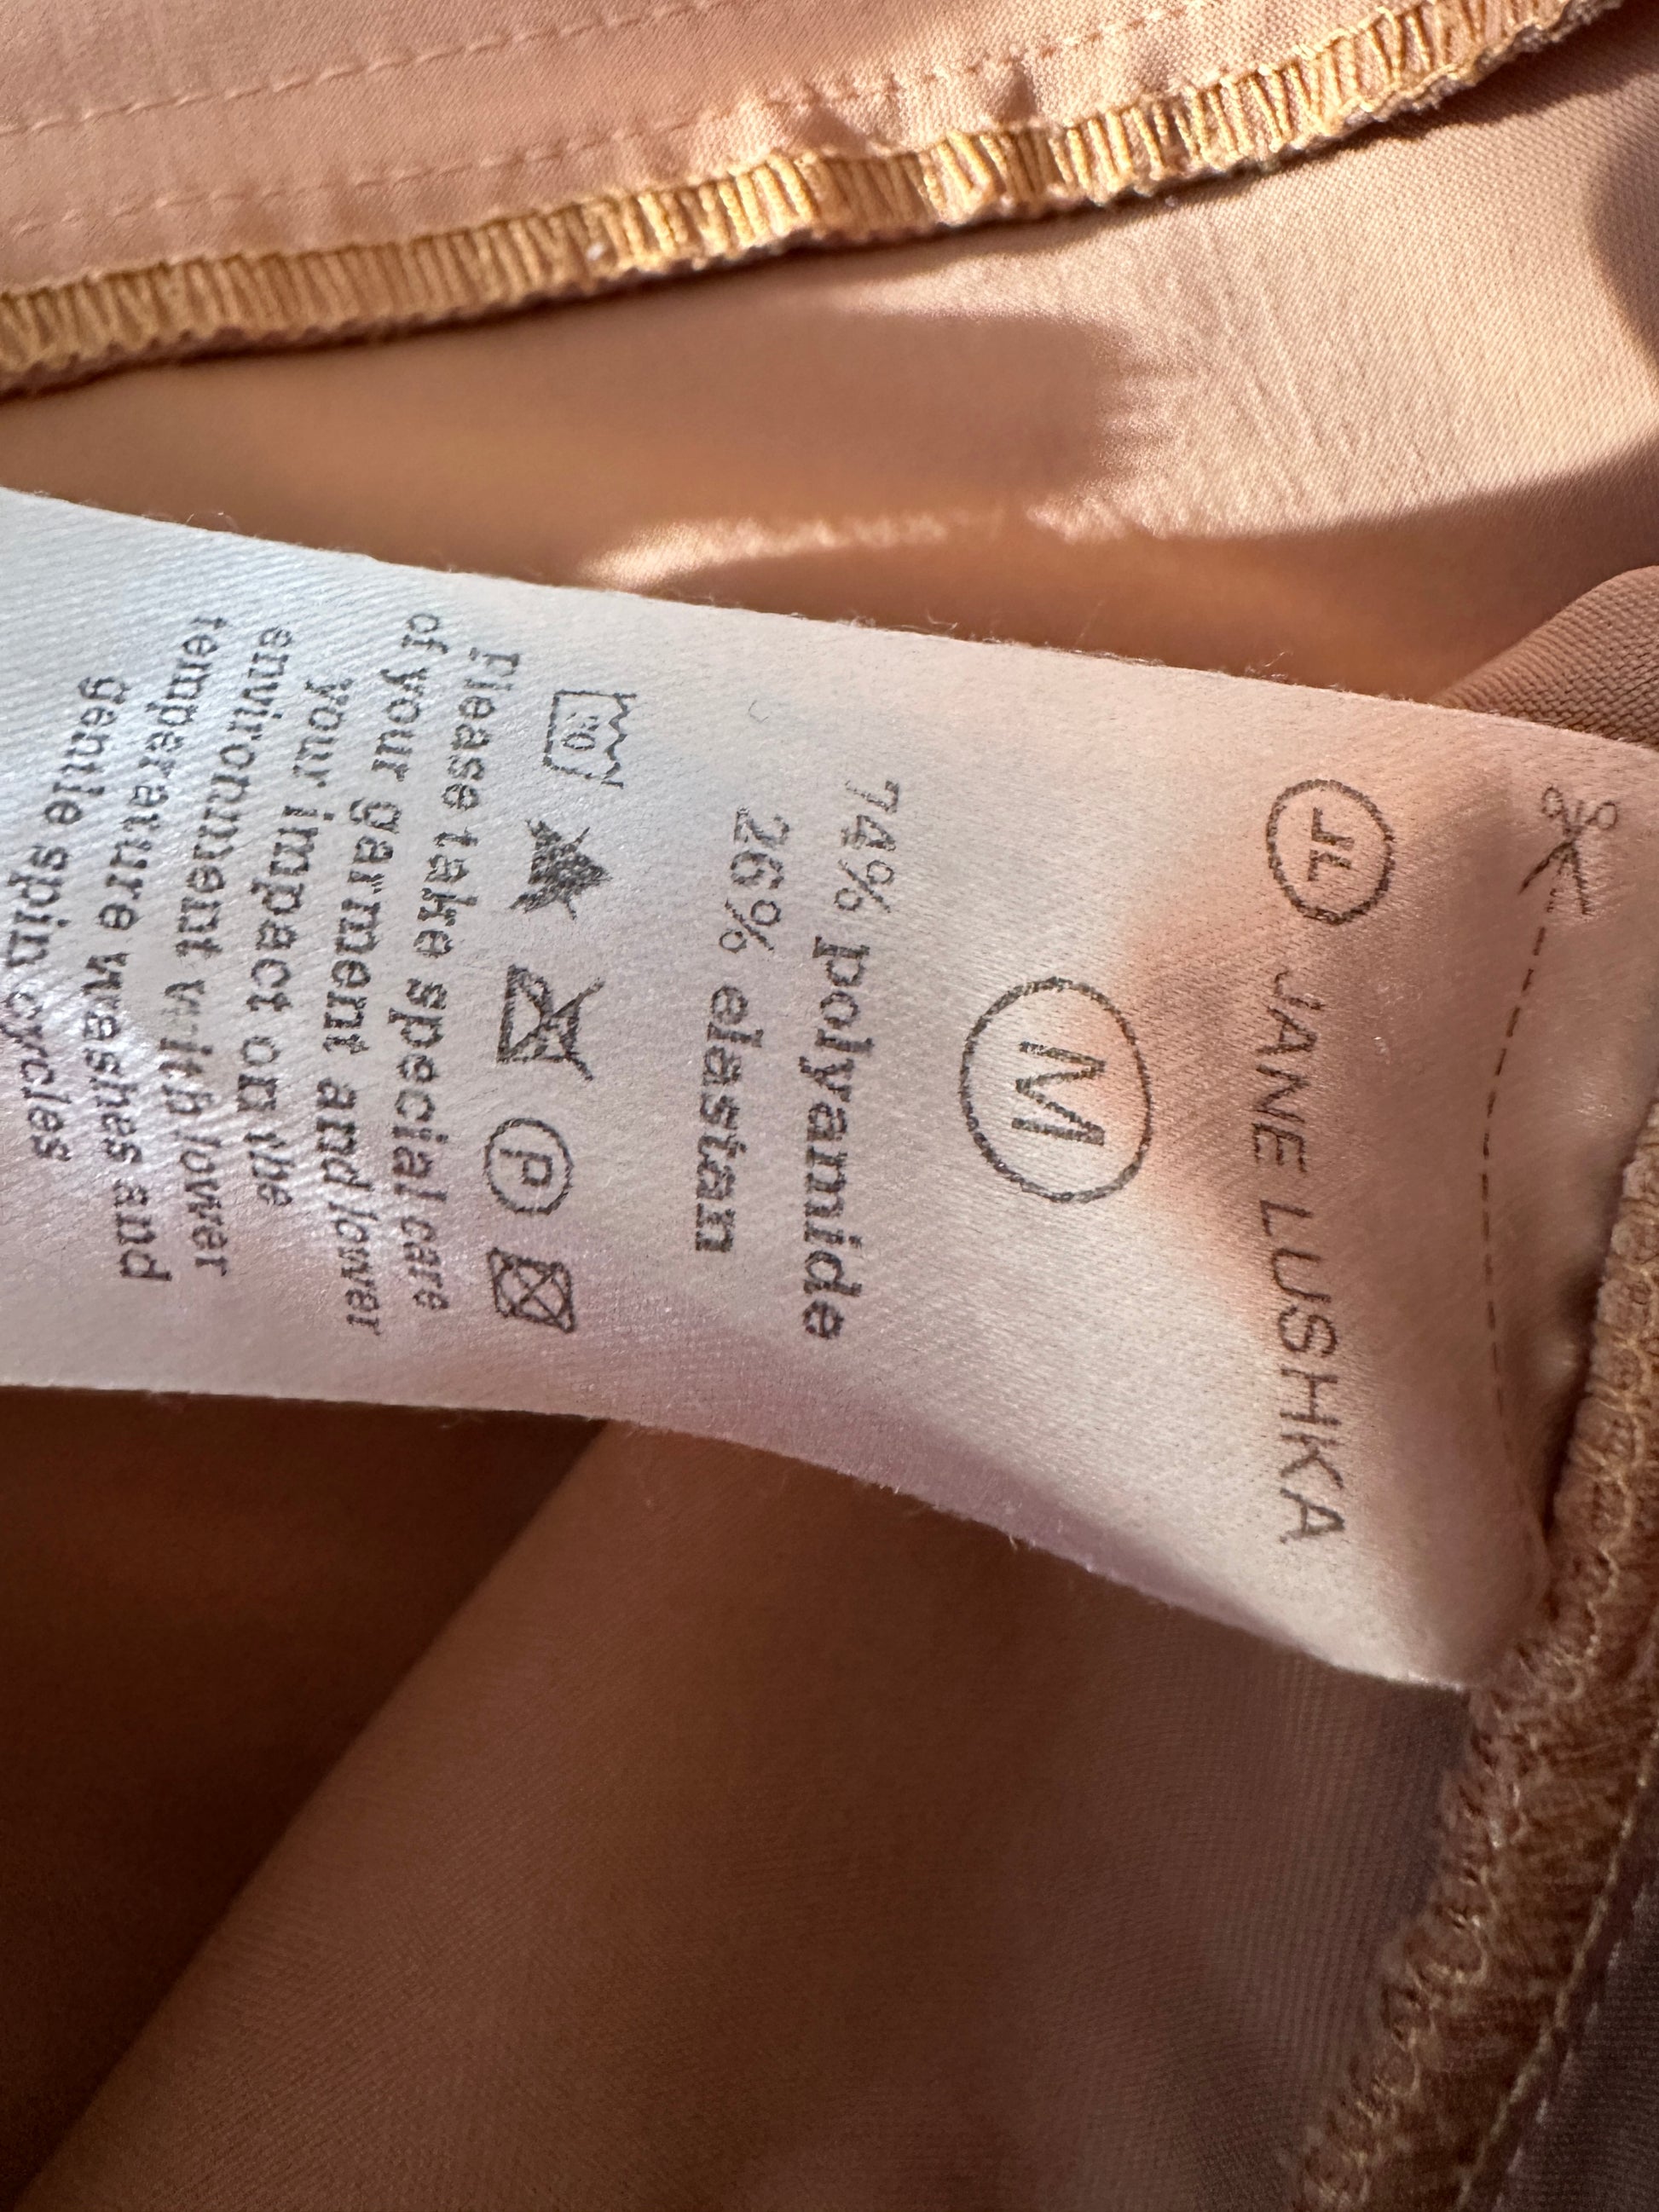 JL JANE LUSHKA
M
74% polyamide
26% elastan
P
Please take special care
of your garment and lower
your impact on the
environment with lower
temperature washes and
gentle spin cycles